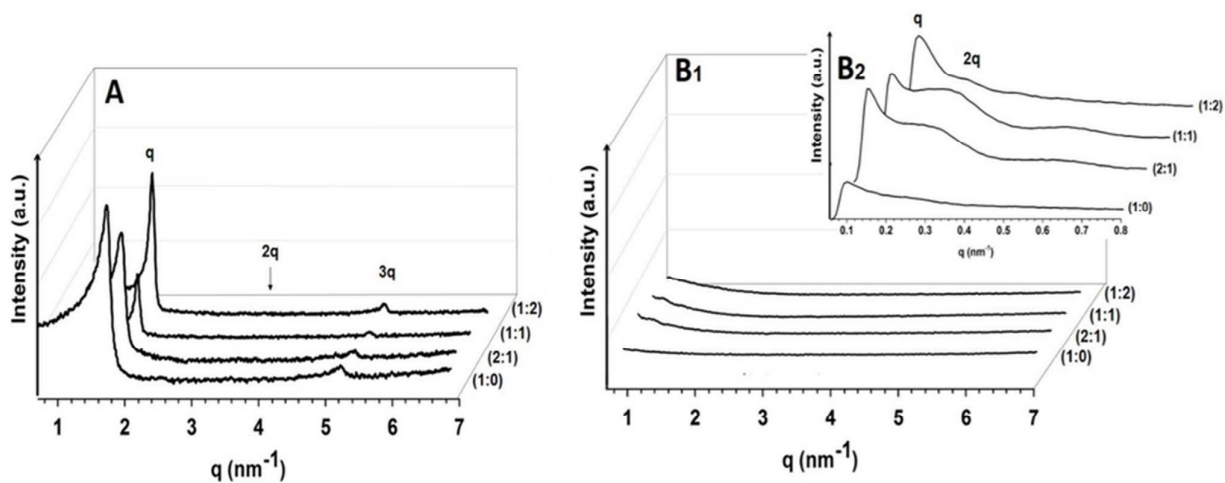 A
Intensity (a.u.)
q
2q
3q
(1:2)
(1:1)
(2:1)
(1:0)
1 2 3 4 5 6 7
q (nm⁻¹)
B1
Intensity (a.u.)
(1:2)
(1:1)
(2:1)
(1:0)
1 2 3 4 5 6 7
q (nm⁻¹)
B2
Intensity (a.u.)
q
2q
(1:2)
(1:1)
(2:1)
(1:0)
0.1 0.2 0.3 0.4 0.5 0.6 0.7 0.8
q (nm⁻¹)